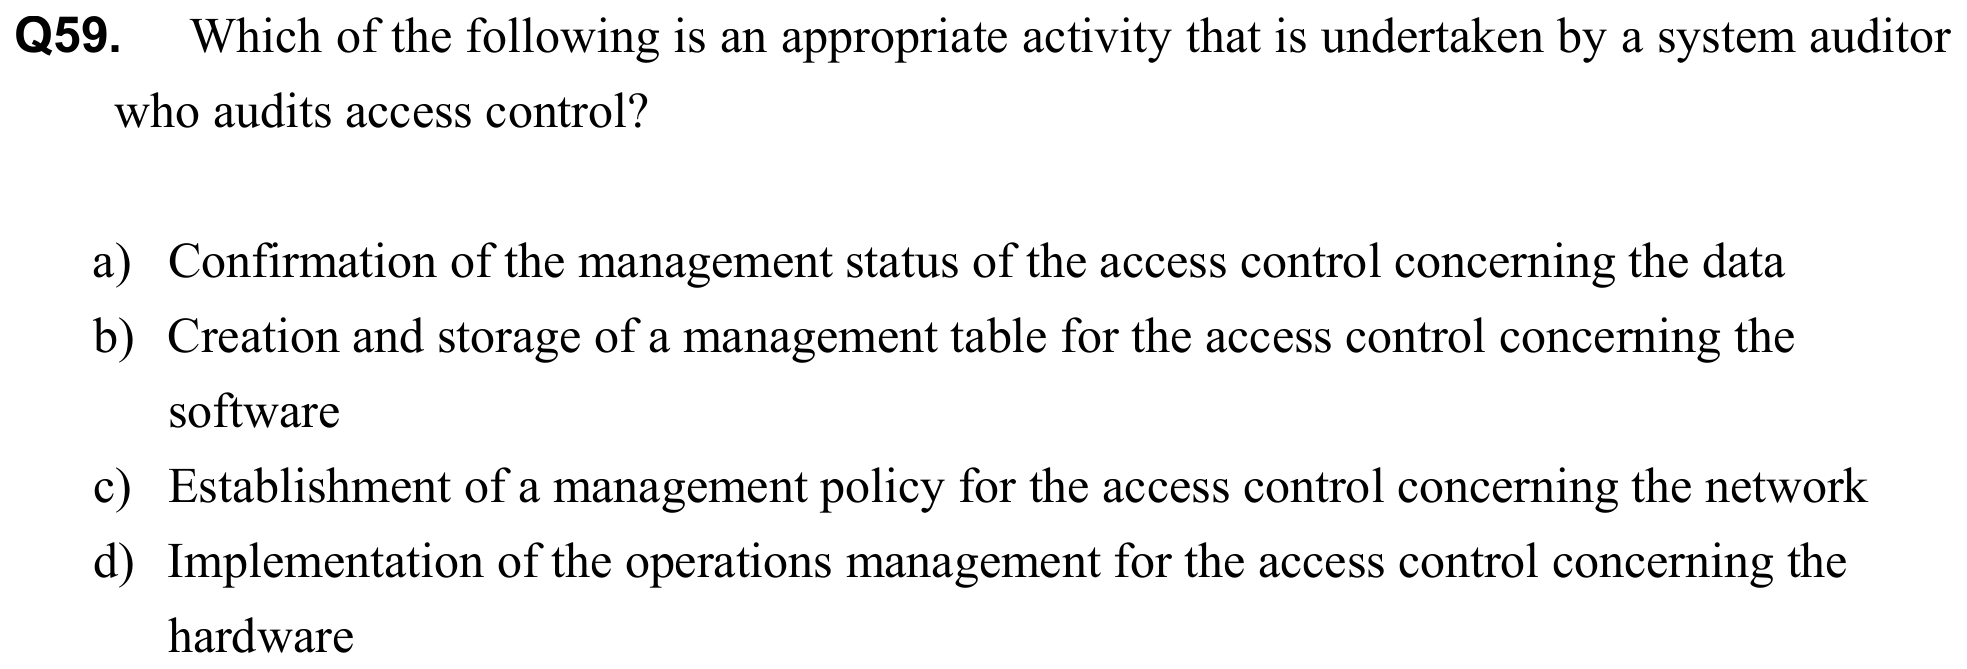 Q59. Which of the following is an appropriate activity that is undertaken by a system auditor
who audits access control?
a) Confirmation of the management status of the access control concerning the data
b) Creation and storage of a management table for the access control concerning the
software
c) Establishment of a management policy for the access control concerning the network
d) Implementation of the operations management for the access control concerning the
hardware